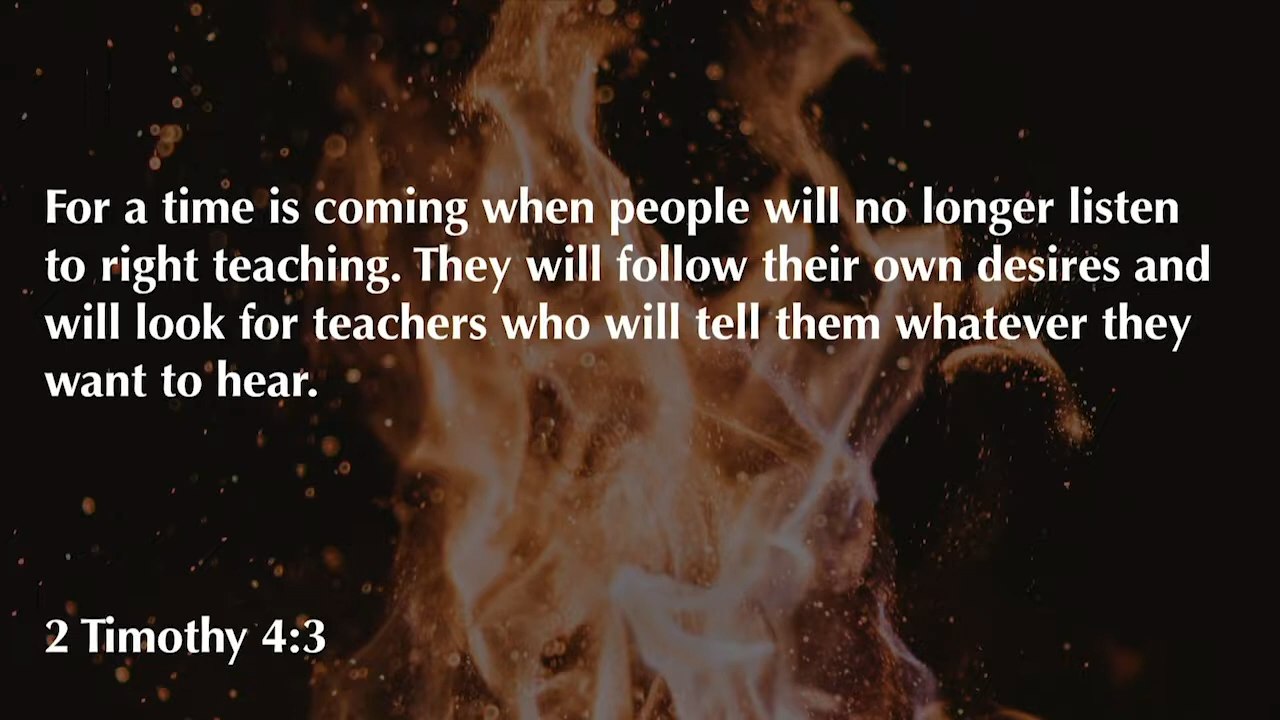 For a time is coming when people will no longer listen
to right teaching. They will follow their own desires and
will look for teachers who will tell them whatever they
want to hear.
2 Timothy 4:3